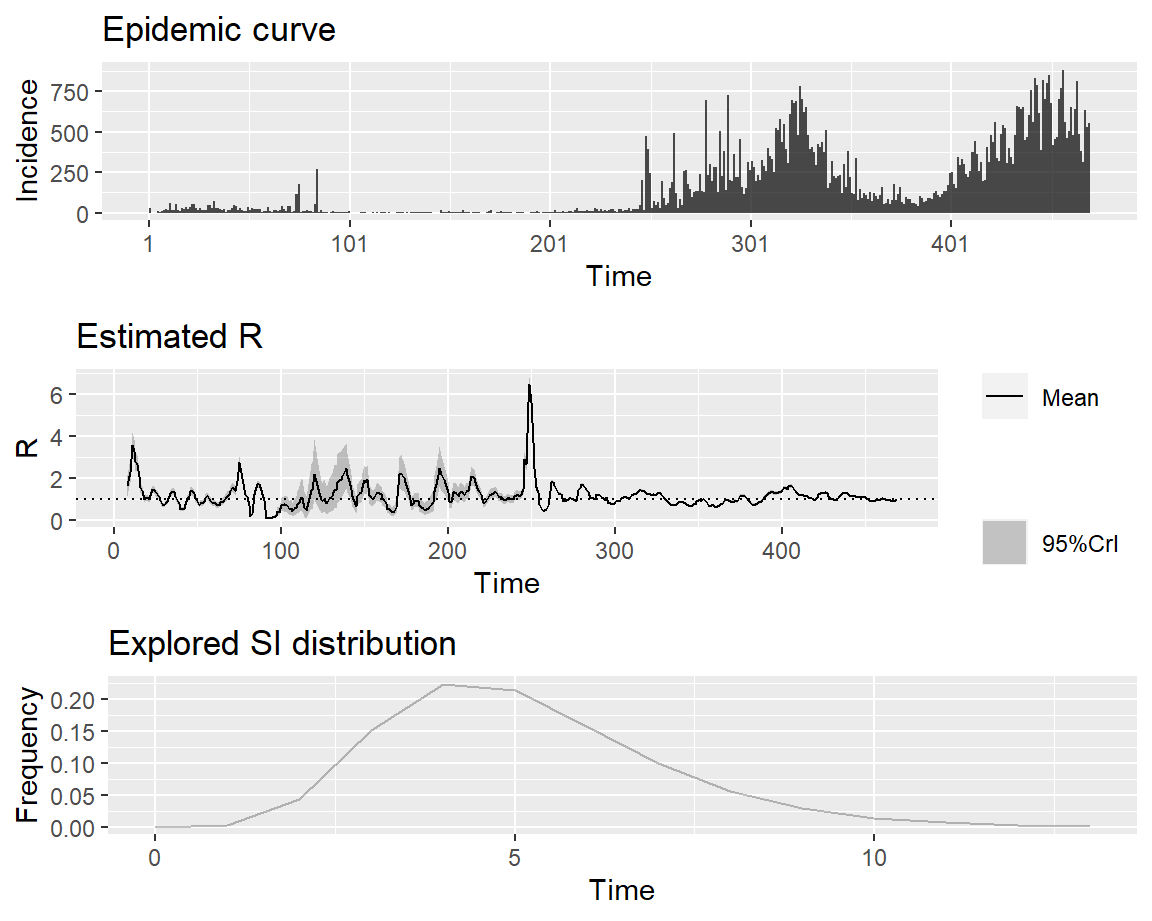 Epidemic curve
Incidence
750
500
250
0
1 101 201 301 401
Time
Estimated R
R
6
4
2
0
0 100 200 300 400
Time
Mean
95%CrI
Explored SI distribution
Frequency
0.20
0.15
0.10
0.05
0.00
0 5 10
Time